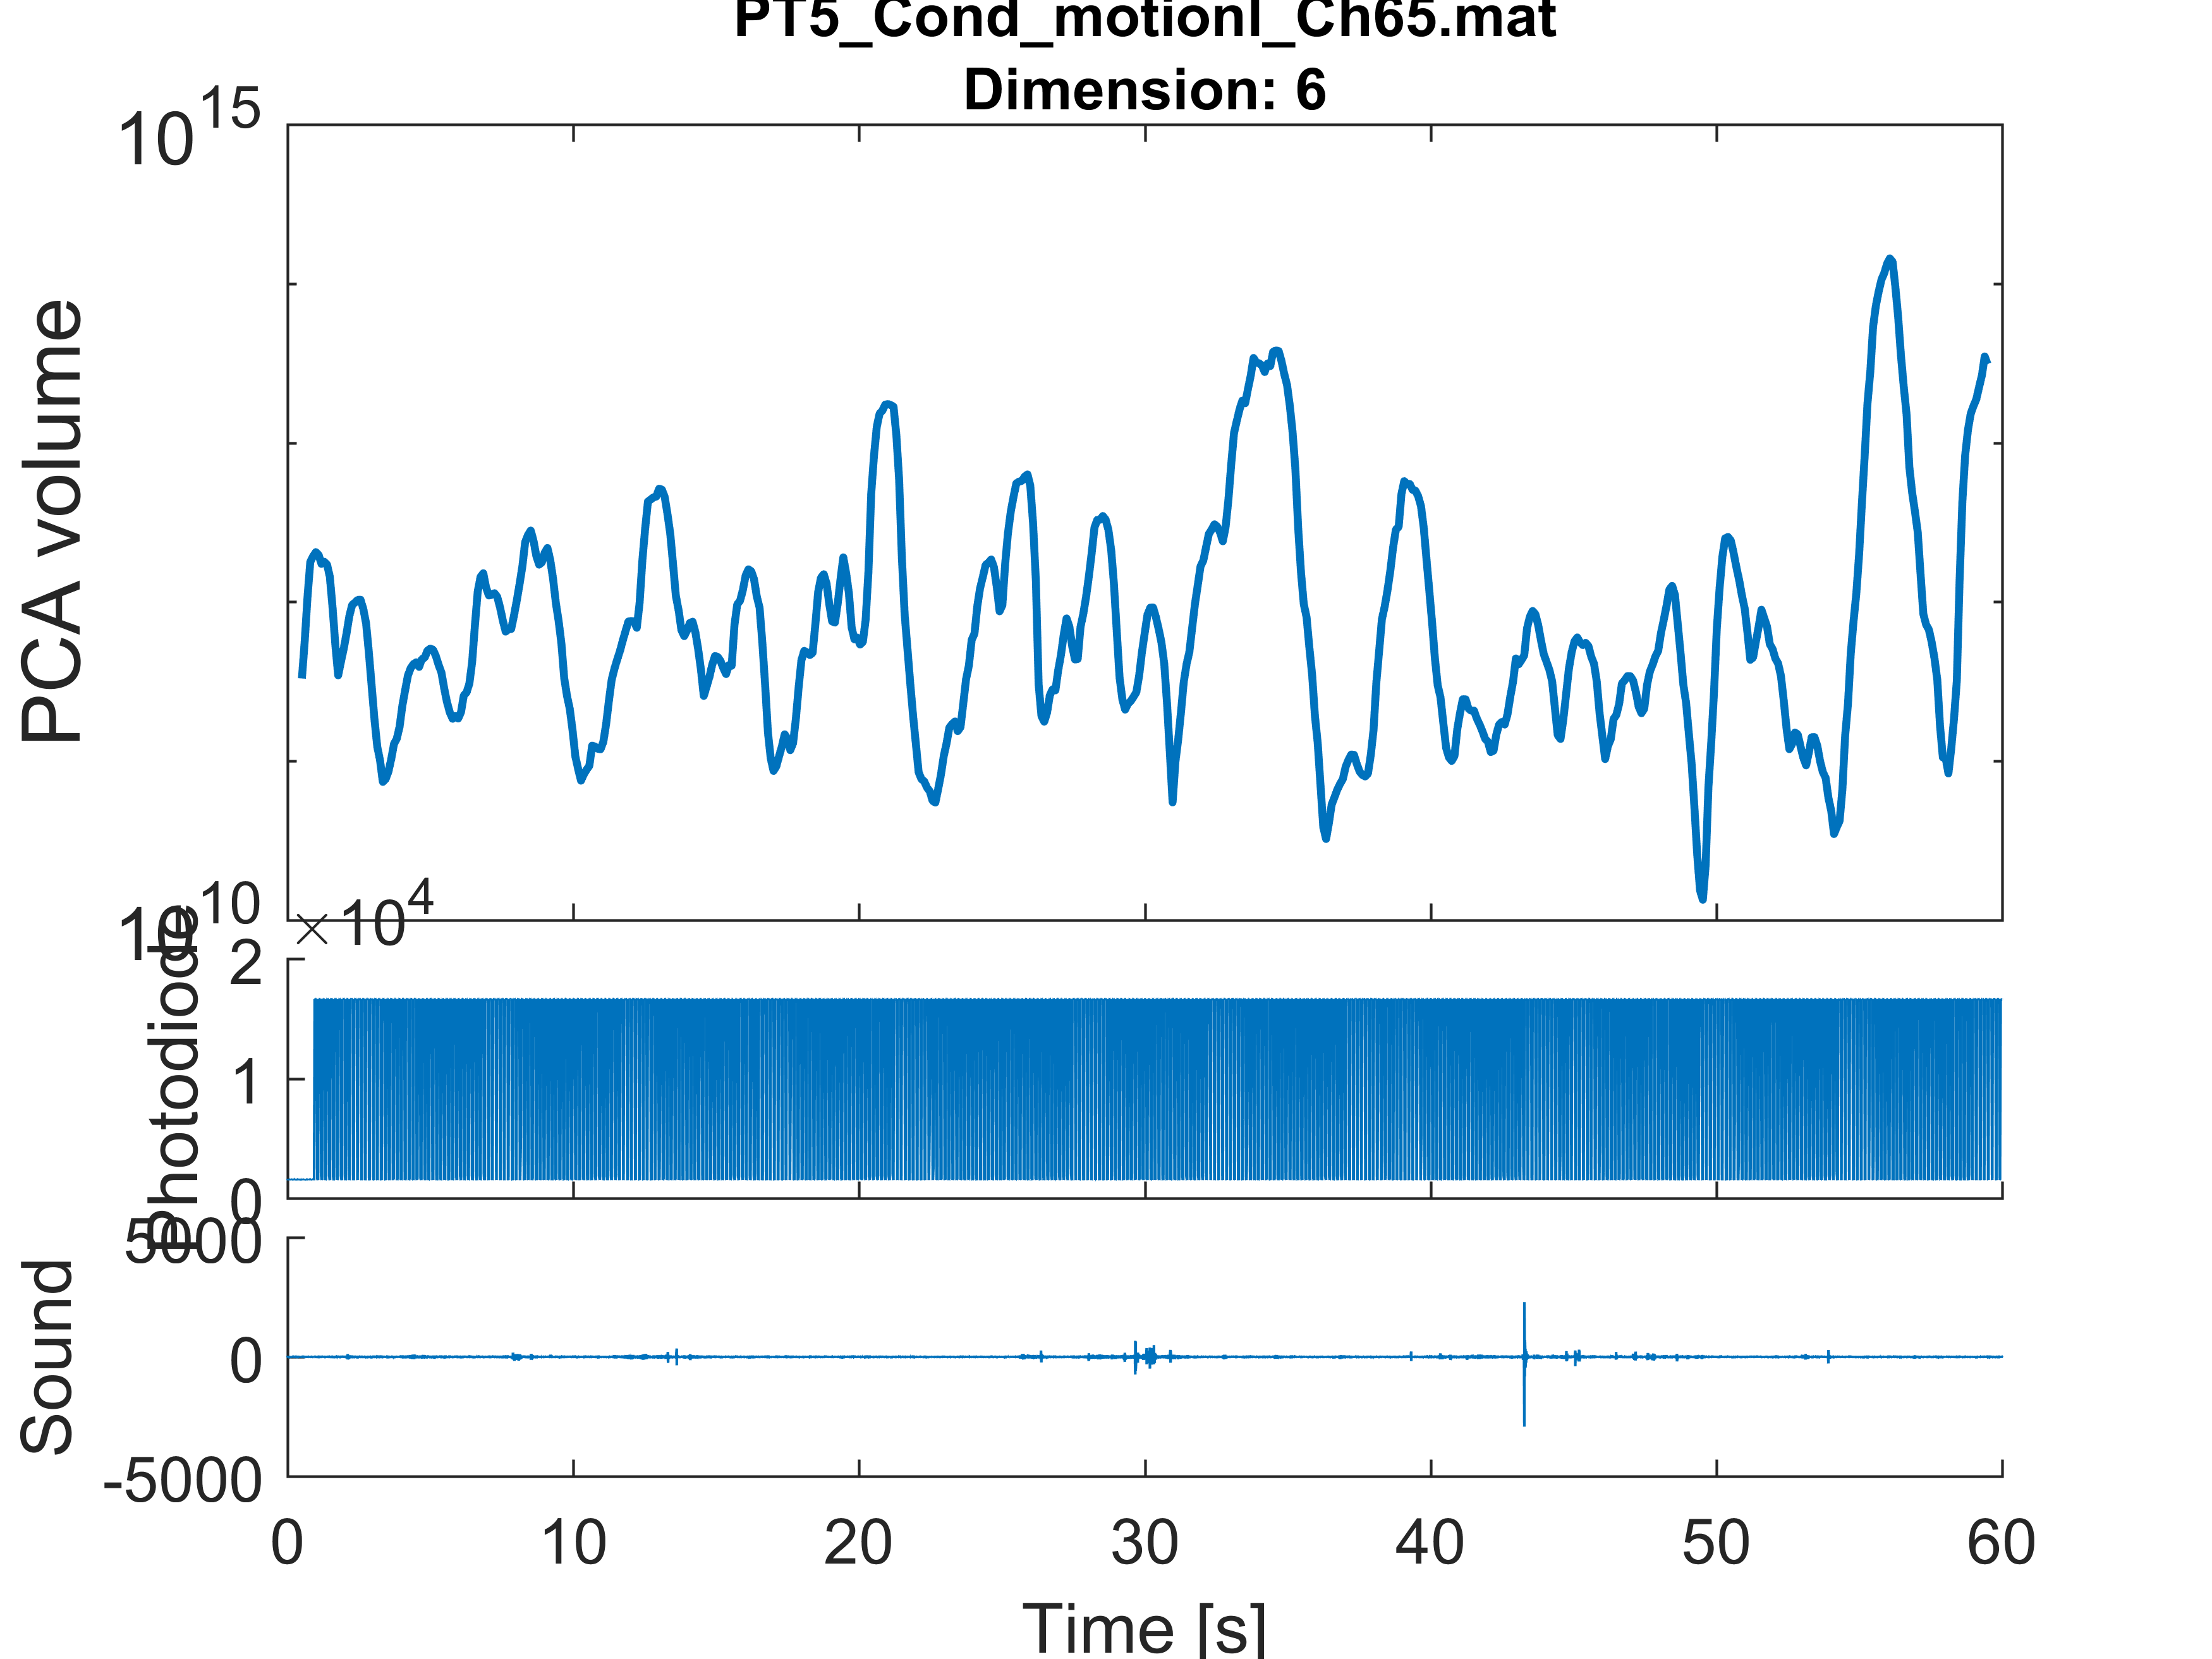 PT5_Cond_motionI_Ch65.mat
Dimension: 6
10^15
PCA volume
10^10
×10^4
Photodiode
2
1
0
Sound
5000
0
-5000
0 10 20 30 40 50 60
Time [s]